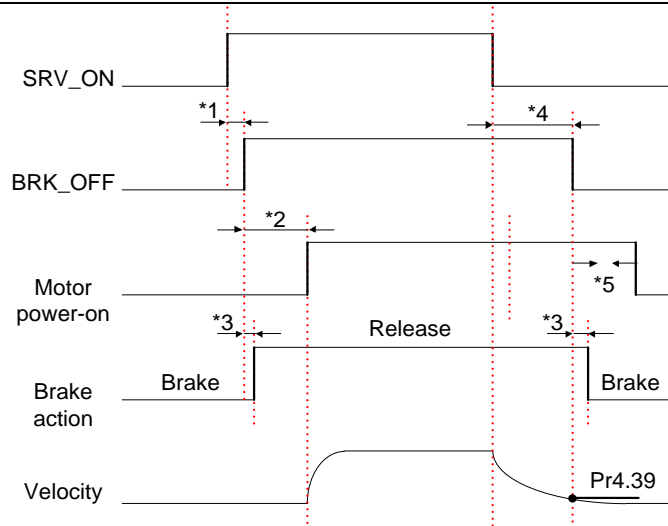 SRV_ON
*1
*4
BRK_OFF
*2
*5
Motor
power-on
*3
Release
*3
Brake
Brake
Brake
action
Pr4.39
Velocity